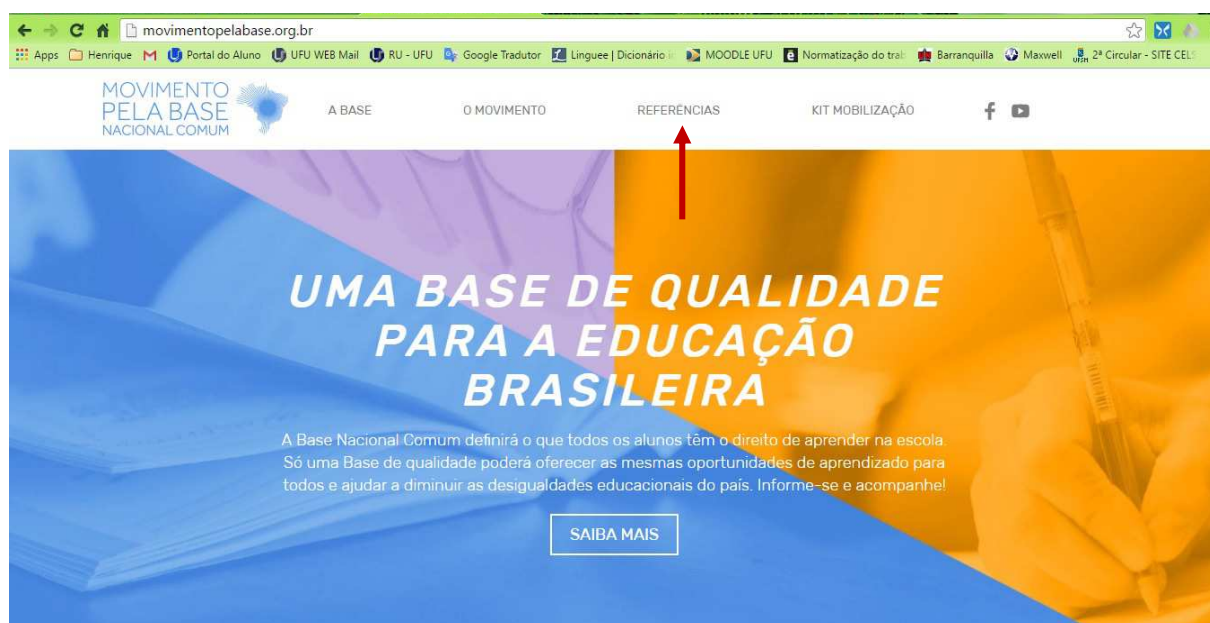 movimentopelabase.org.br
Apps Henrique Portal do Aluno UFU WEB Mail RU - UFU Google Tradutor Linguee | Dicionário MOODLE UFU Normatização do tra Barranquilla Maxwell 2ª Circular - SITE CEL
MOVIMENTO
PELA BASE
NACIONAL COMUM
A BASE O MOVIMENTO REFERÊNCIAS KIT MOBILIZAÇÃO
UMA BASE DE QUALIDADE
PARA A EDUCAÇÃO
BRASILEIRA
A Base Nacional Comum definirá o que todos os alunos têm o direito de aprender na escola.
Só uma Base de qualidade poderá oferecer as mesmas oportunidades de aprendizado para
todos e ajudar a diminuir as desigualdades educacionais do país. Informe-se e acompanhe!
SAIBA MAIS